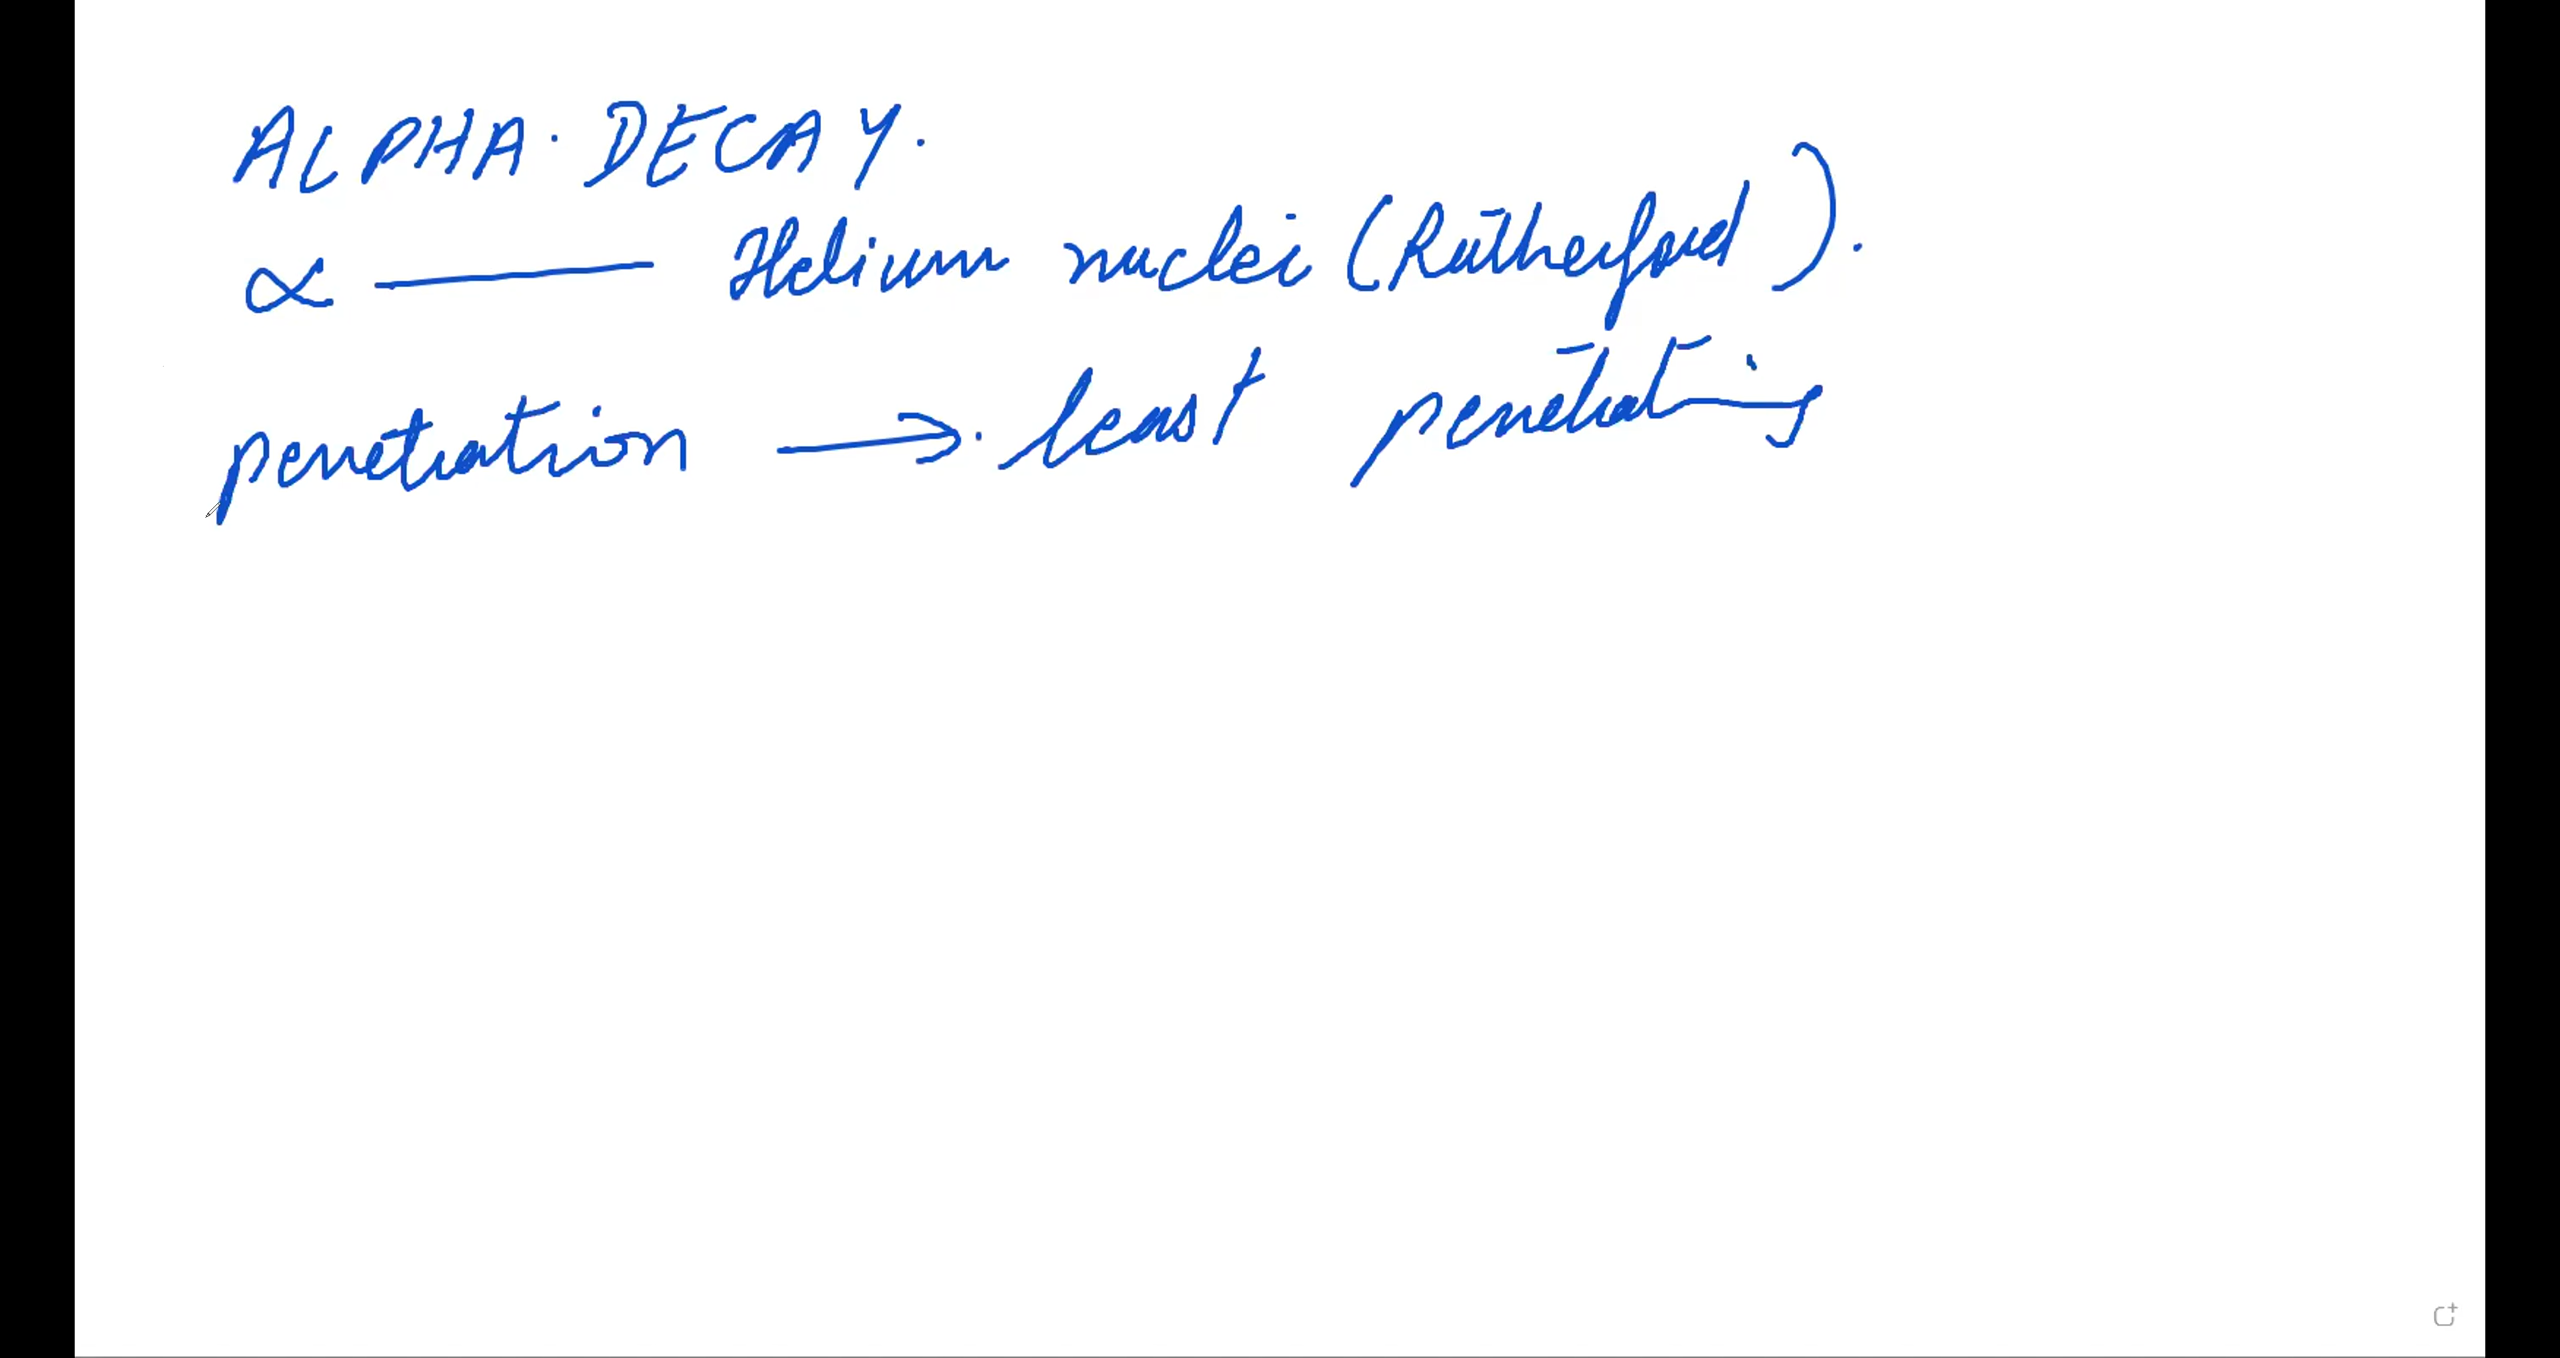 ALPHA. DECAY.
∝ — Helium nuclei (Rutherford).
penetration → . least penetrating